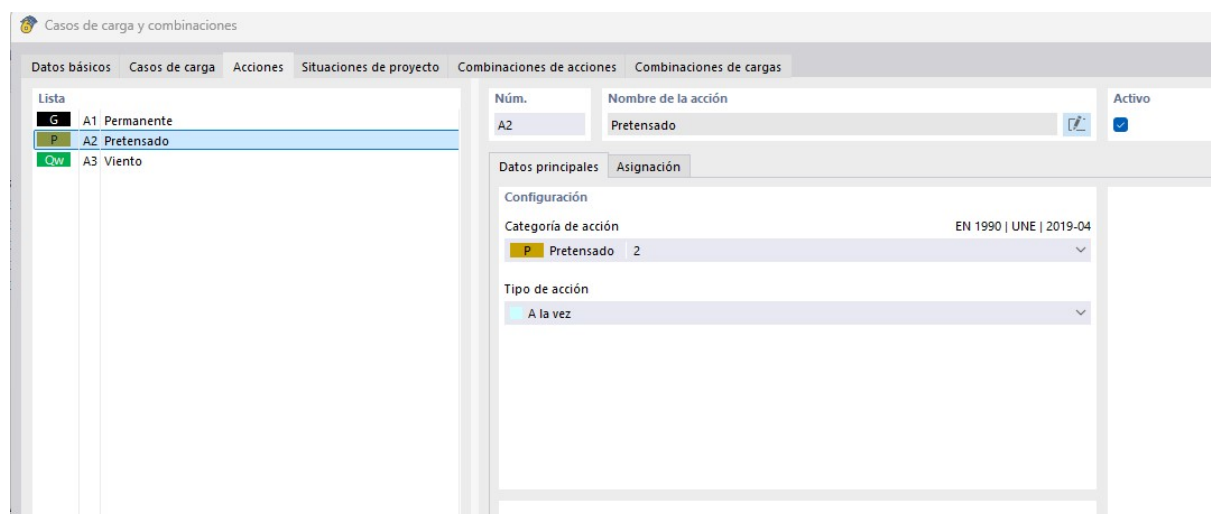 Casos de carga y combinaciones
Datos básicos Casos de carga Acciones Situaciones de proyecto Combinaciones de acciones Combinaciones de cargas
Lista
G A1 Permanente
P A2 Pretensado
Qw A3 Viento
Núm. Nombre de la acción Activo
A2 Pretensado
Datos principales Asignación
Configuración
Categoría de acción EN 1990 | UNE | 2019-04
P Pretensado 2
Tipo de acción
A la vez